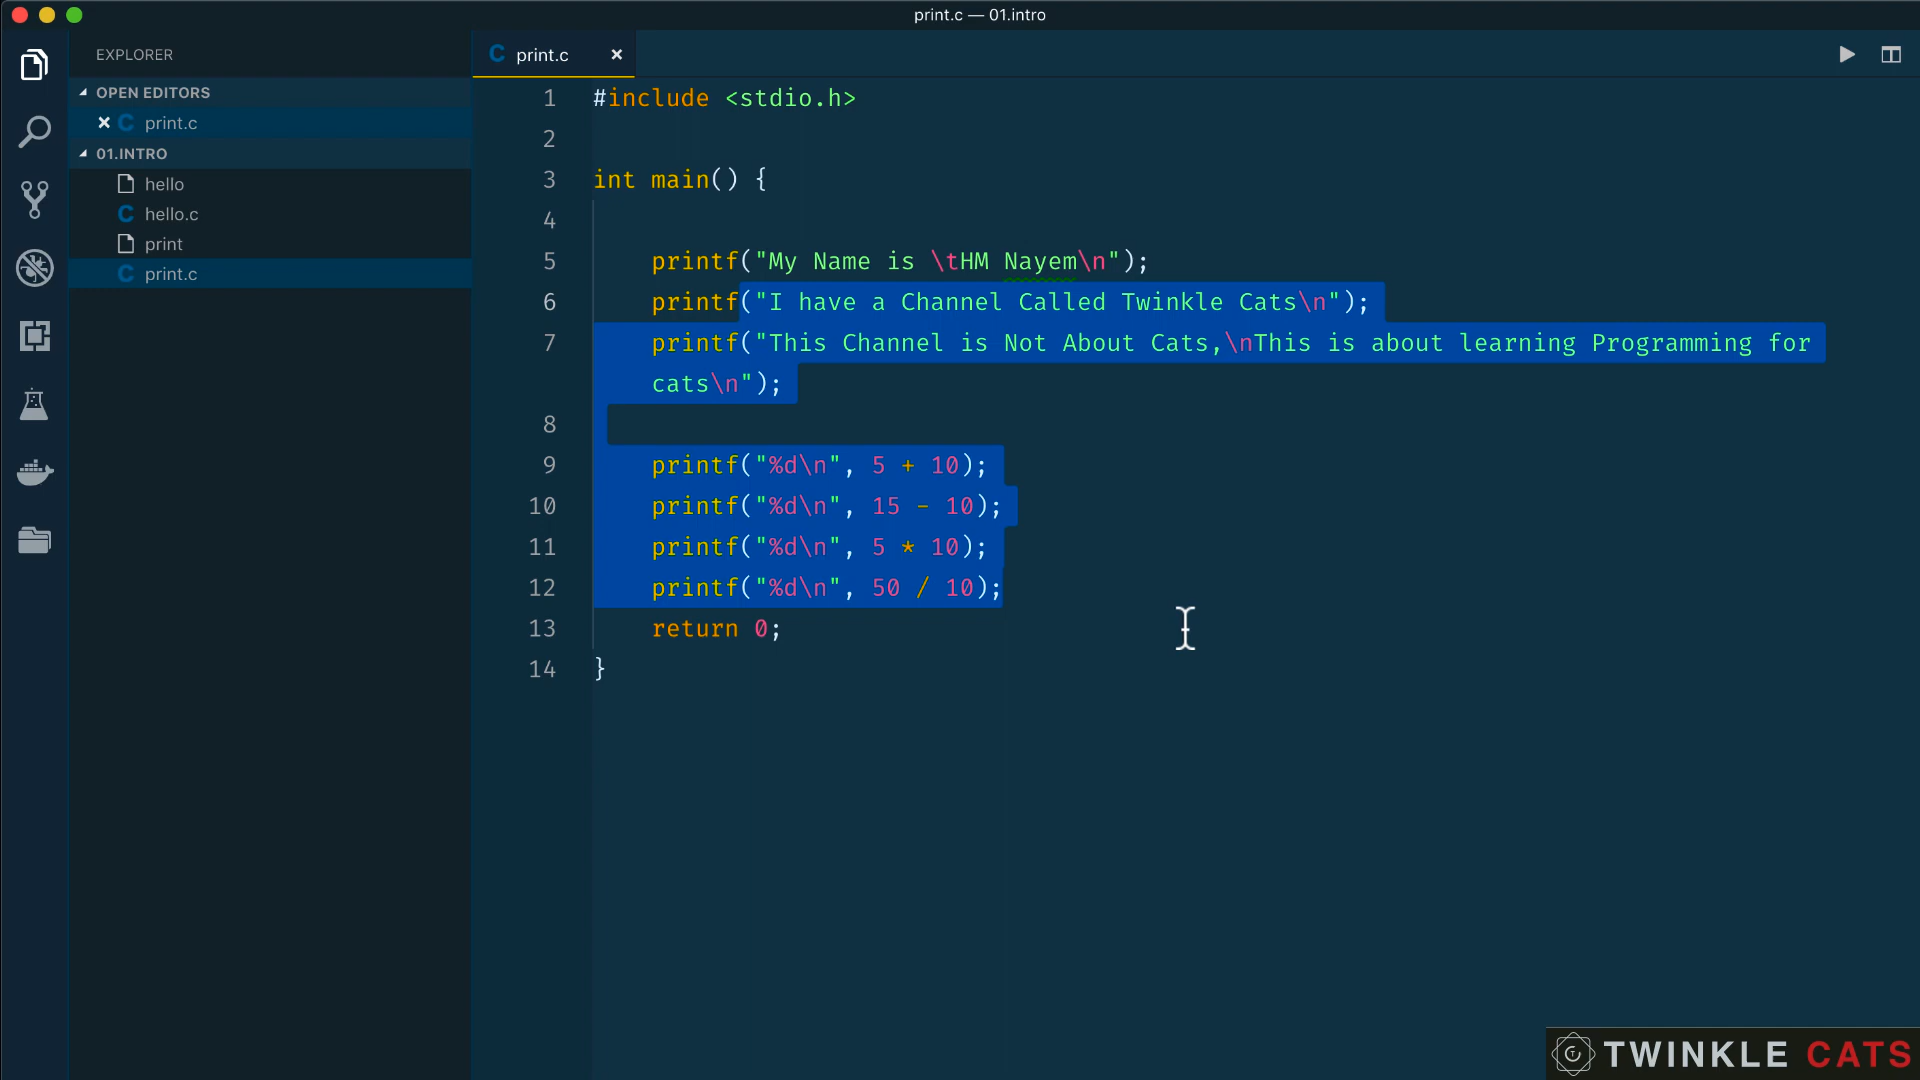 print.c — 01.intro
EXPLORER
OPEN EDITORS
print.c
01.INTRO
hello
hello.c
print
print.c
print.c
1 #include <stdio.h>
2
3 int main() {
4
5     printf("My Name is \tHM Nayem\n");
6     printf("I have a Channel Called Twinkle Cats\n");
7     printf("This Channel is Not About Cats,\nThis is about learning Programming for
cats\n");
8
9     printf("%d\n", 5 + 10);
10     printf("%d\n", 15 - 10);
11     printf("%d\n", 5 * 10);
12     printf("%d\n", 50 / 10);
13     return 0;
14 }
TWINKLE CATS